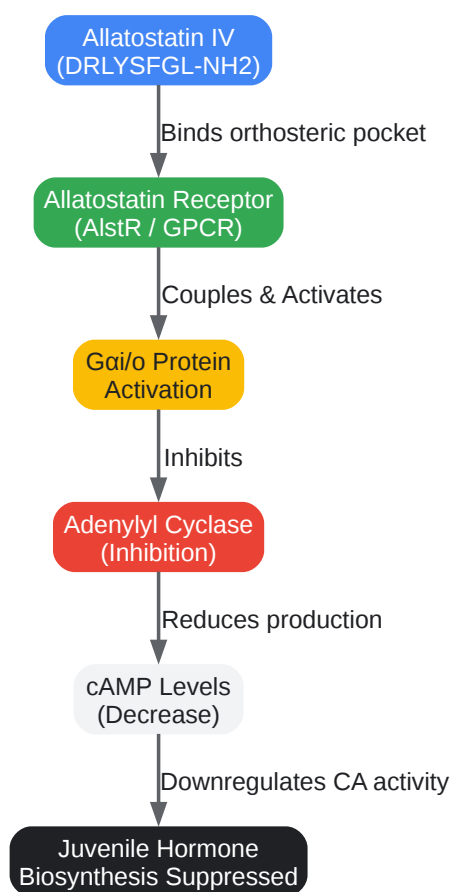 Allatostatin IV
(DRLYSFGL-NH2)
Binds orthosteric pocket
Allatostatin Receptor
(AlstR / GPCR)
Couples & Activates
Gαi/o Protein
Activation
Inhibits
Adenylyl Cyclase
(Inhibition)
Reduces production
cAMP Levels
(Decrease)
Downregulates CA activity
Juvenile Hormone
Biosynthesis Suppressed